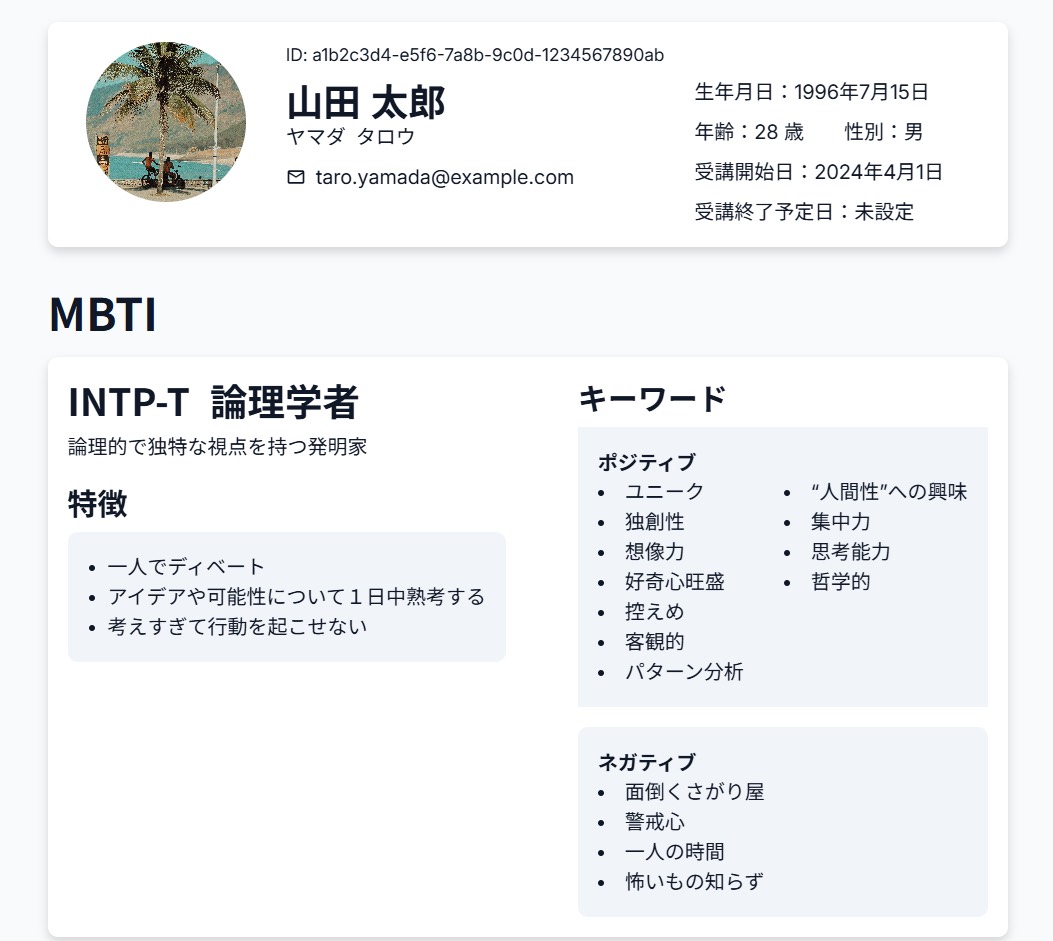 ID: a1b2c3d4-e5f6-7a8b-9c0d-1234567890ab
山田 太郎
ヤマダ タロウ
taro.yamada@example.com
生年月日：1996年7月15日
年齢：28 歳 性別：男
受講開始日：2024年4月1日
受講終了予定日：未設定
MBTI
INTP-T 論理学者
論理的で独特な視点を持つ発明家
特徴
• 一人でディベート
• アイデアや可能性について１日中熟考する
• 考えすぎて行動を起こせない
キーワード
ポジティブ
• ユニーク
• 独創性
• 想像力
• 好奇心旺盛
• 控えめ
• 客観的
• パターン分析
• “人間性”への興味
• 集中力
• 思考能力
• 哲学的
ネガティブ
• 面倒くさがり屋
• 警戒心
• 一人の時間
• 怖いもの知らず